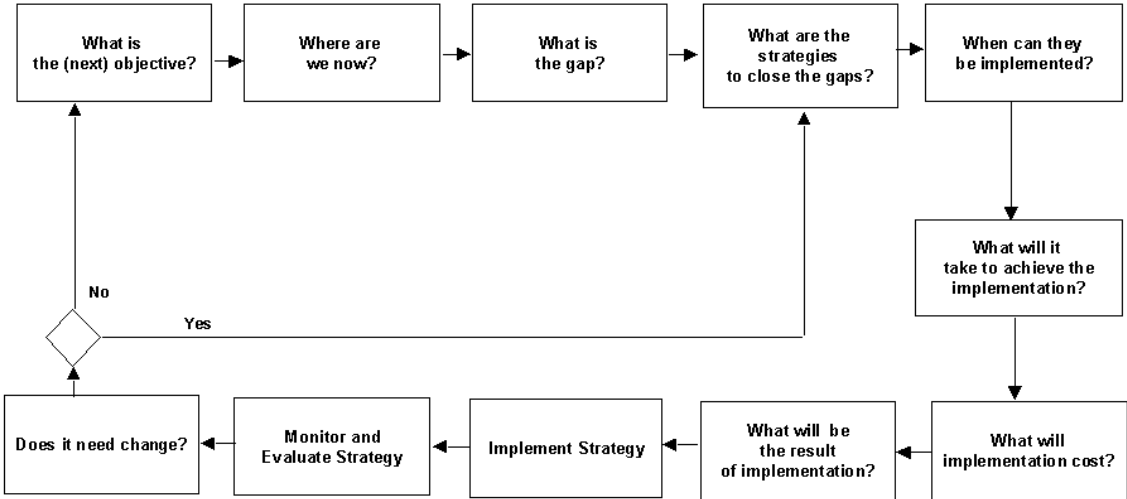 What is
the (next) objective?
Where are
we now?
What is
the gap?
What are the
strategies
to close the gaps?
When can they
be implemented?
What will it
take to achieve the
implementation?
No
Yes
Does it need change?
Monitor and
Evaluate Strategy
Implement Strategy
What will be
the result
of implementation?
What will
implementation cost?